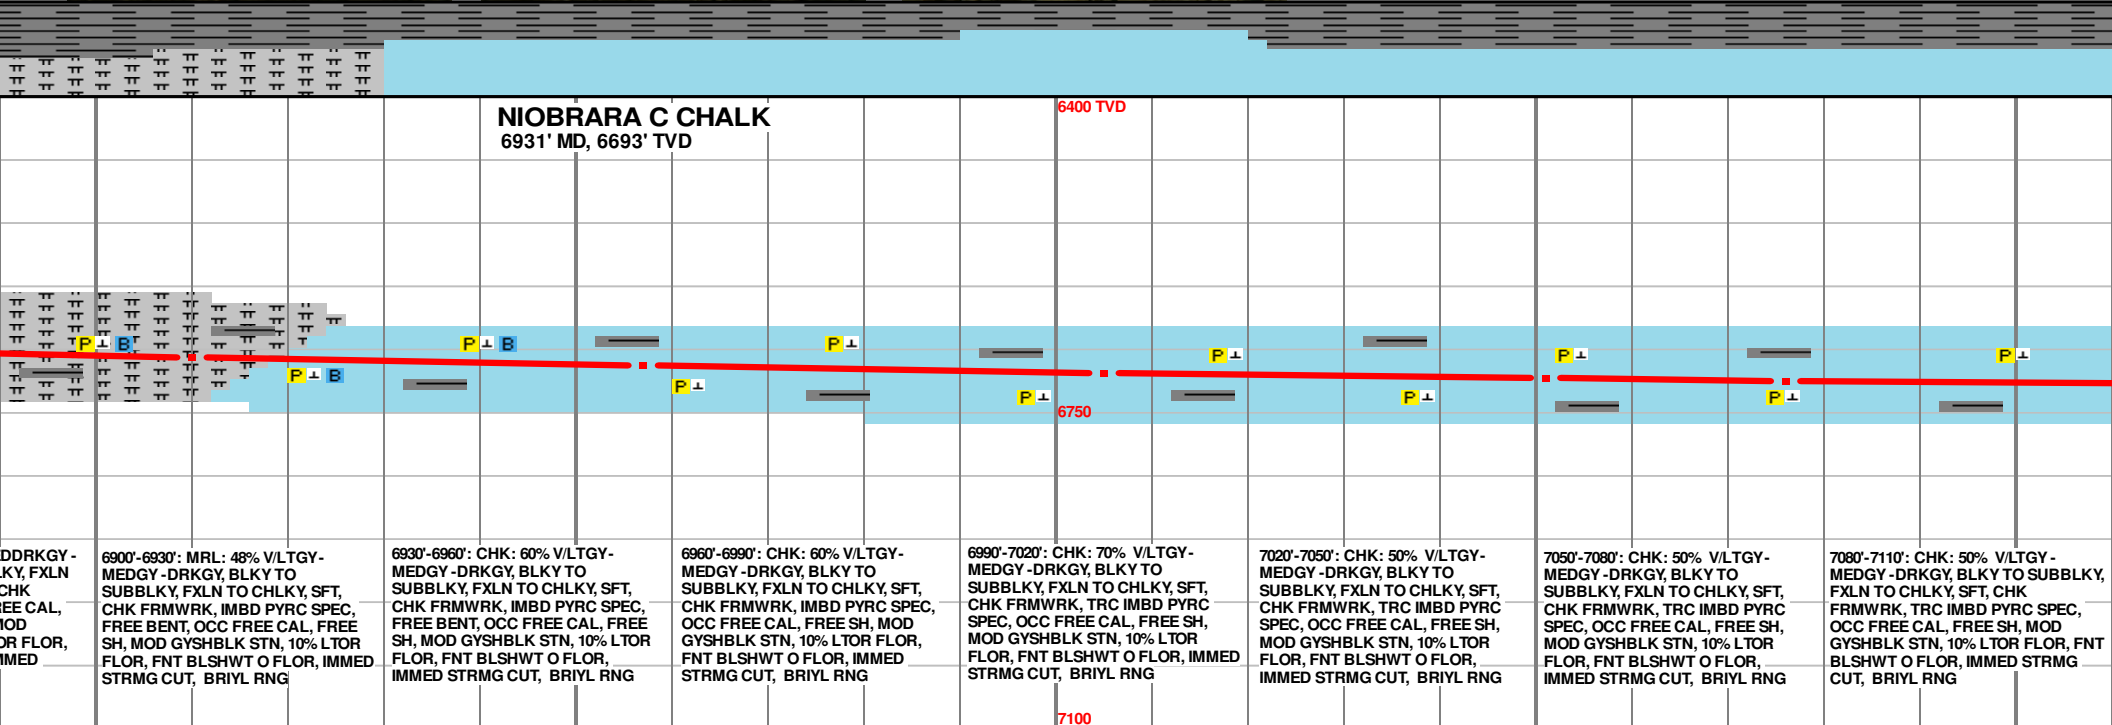 NIOBRARA C CHALK
6931' MD, 6693' TVD
6400 TVD
P B
P B
P B
P
P
P
P
P
P
P
P
6750
DDRKGY -
LKY, FXLN
CHK
REE CAL,
MOD
OR FLOR,
MMED
6900'-6930': MRL: 48% V/LTGY-
MEDGY -DRKGY, BLKY TO
SUBBLKY, FXLN TO CHLKY, SFT,
CHK FRMWRK, IMBD PYRC SPEC,
FREE BENT, OCC FREE CAL, FREE
SH, MOD GYSHBLK STN, 10% LTOR
FLOR, FNT BLSHWT O FLOR, IMMED
STRMG CUT, BRIYL RNG
6930'-6960': CHK: 60% V/LTGY-
MEDGY -DRKGY, BLKY TO
SUBBLKY, FXLN TO CHLKY, SFT,
CHK FRMWRK, IMBD PYRC SPEC,
FREE BENT, OCC FREE CAL, FREE
SH, MOD GYSHBLK STN, 10% LTOR
FLOR, FNT BLSHWT O FLOR,
IMMED STRMG CUT, BRIYL RNG
6960'-6990': CHK: 60% V/LTGY-
MEDGY -DRKGY, BLKY TO
SUBBLKY, FXLN TO CHLKY, SFT,
CHK FRMWRK, IMBD PYRC SPEC,
OCC FREE CAL, FREE SH, MOD
GYSHBLK STN, 10% LTOR FLOR,
FNT BLSHWT O FLOR, IMMED
STRMG CUT, BRIYL RNG
6990'-7020': CHK: 70% V/LTGY-
MEDGY -DRKGY, BLKY TO
SUBBLKY, FXLN TO CHLKY, SFT,
CHK FRMWRK, TRC IMBD PYRC
SPEC, OCC FREE CAL, FREE SH,
MOD GYSHBLK STN, 10% LTOR
FLOR, FNT BLSHWT O FLOR, IMMED
STRMG CUT, BRIYL RNG
7020'-7050': CHK: 50% V/LTGY-
MEDGY -DRKGY, BLKY TO
SUBBLKY, FXLN TO CHLKY, SFT,
CHK FRMWRK, TRC IMBD PYRC
SPEC, OCC FREE CAL, FREE SH,
MOD GYSHBLK STN, 10% LTOR
FLOR, FNT BLSHWT O FLOR,
IMMED STRMG CUT, BRIYL RNG
7050'-7080': CHK: 50% V/LTGY-
MEDGY -DRKGY, BLKY TO
SUBBLKY, FXLN TO CHLKY, SFT,
CHK FRMWRK, TRC IMBD PYRC
SPEC, OCC FREE CAL, FREE SH,
MOD GYSHBLK STN, 10% LTOR
FLOR, FNT BLSHWT O FLOR,
IMMED STRMG CUT, BRIYL RNG
7080'-7110': CHK: 50% V/LTGY -
MEDGY -DRKGY, BLKY TO SUBBLKY,
FXLN TO CHLKY, SFT, CHK
FRMWRK, TRC IMBD PYRC SPEC,
OCC FREE CAL, FREE SH, MOD
GYSHBLK STN, 10% LTOR FLOR, FNT
BLSHWT O FLOR, IMMED STRMG
CUT, BRIYL RNG
7100